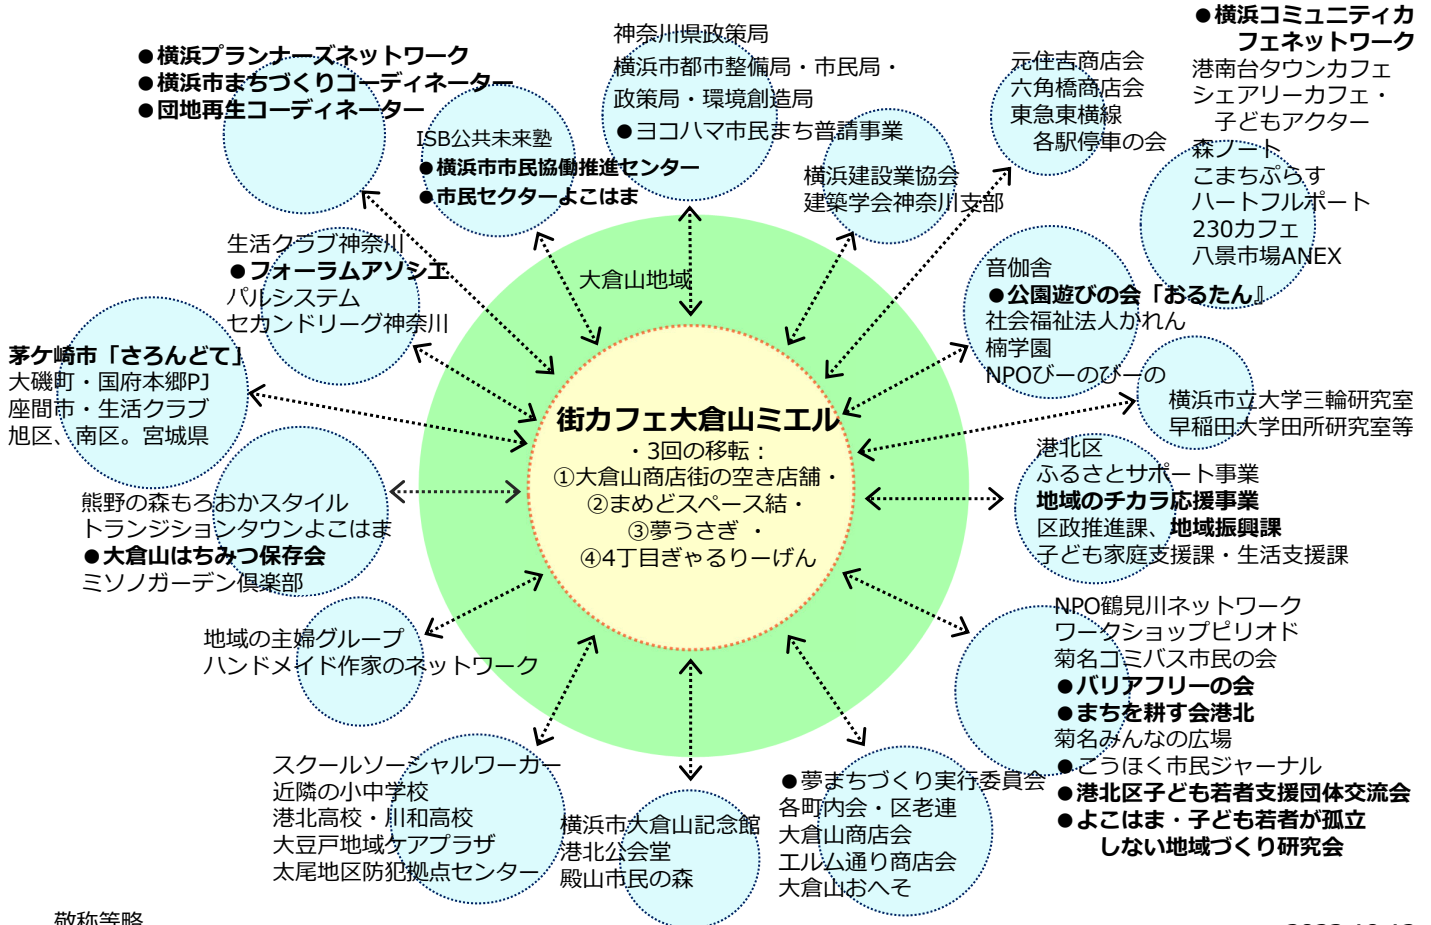 ●横浜プランナーズネットワーク
●横浜市まちづくりコーディネーター
●団地再生コーディネーター
ISB公共未来塾
●横浜市市民協働推進センター
●市民セクターよこはま
神奈川県政策局
横浜市都市整備局・市民局・
政策局・環境創造局
●ヨコハマ市民まち普請事業
横浜建設業協会
建築学会神奈川支部
元住吉商店会
六角橋商店会
東急東横線
各駅停車の会
●横浜コミュニティカ
フェネットワーク
港南台タウンカフェ
シェアリーカフェ・
子どもアクター
森ノート
こまちぷらす
ハートフルポート
230カフェ
八景市場ANEX
生活クラブ神奈川
●フォーラムアソシエ
パルシステム
セカンドリーグ神奈川
大倉山地域
音伽舎
●公園遊びの会「おるたん』
社会福祉法人かれん
楠学園
NPOびーのびーの
茅ケ崎市「さろんどて」
大磯町・国府本郷PJ
座間市・生活クラブ
旭区、南区。宮城県
横浜市立大学三輪研究室
早稲田大学田所研究室等
街カフェ大倉山ミエル
・3回の移転：
①大倉山商店街の空き店舗・
②まめどスペース結・
③夢うさぎ ・
④4丁目ぎゃるりーげん
港北区
ふるさとサポート事業
地域のチカラ応援事業
区政推進課、地域振興課
子ども家庭支援課・生活支援課
熊野の森もろおかスタイル
トランジションタウンよこはま
●大倉山はちみつ保存会
ミソノガーデン倶楽部
地域の主婦グループ
ハンドメイド作家のネットワーク
NPO鶴見川ネットワーク
ワークショップピリオド
菊名コミバス市民の会
●バリアフリーの会
●まちを耕す会港北
菊名みんなの広場
●こうほく市民ジャーナル
●港北区子ども若者支援団体交流会
●よこはま・子ども若者が孤立
しない地域づくり研究会
スクールソーシャルワーカー
近隣の小中学校
港北高校・川和高校
大豆戸地域ケアプラザ
太尾地区防犯拠点センター
横浜市大倉山記念館
港北公会堂
殿山市民の森
●夢まちづくり実行委員会
各町内会・区老連
大倉山商店会
エルム通り商店会
大倉山おへそ
敬称等略